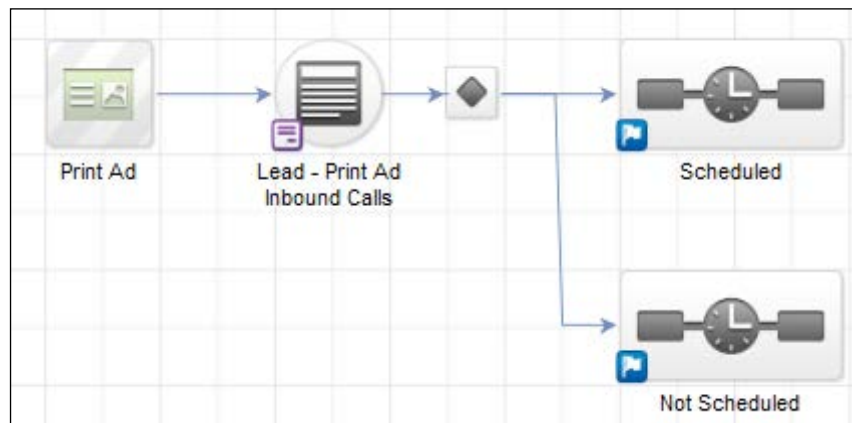 Print Ad
Lead - Print Ad
Inbound Calls
Scheduled
Not Scheduled